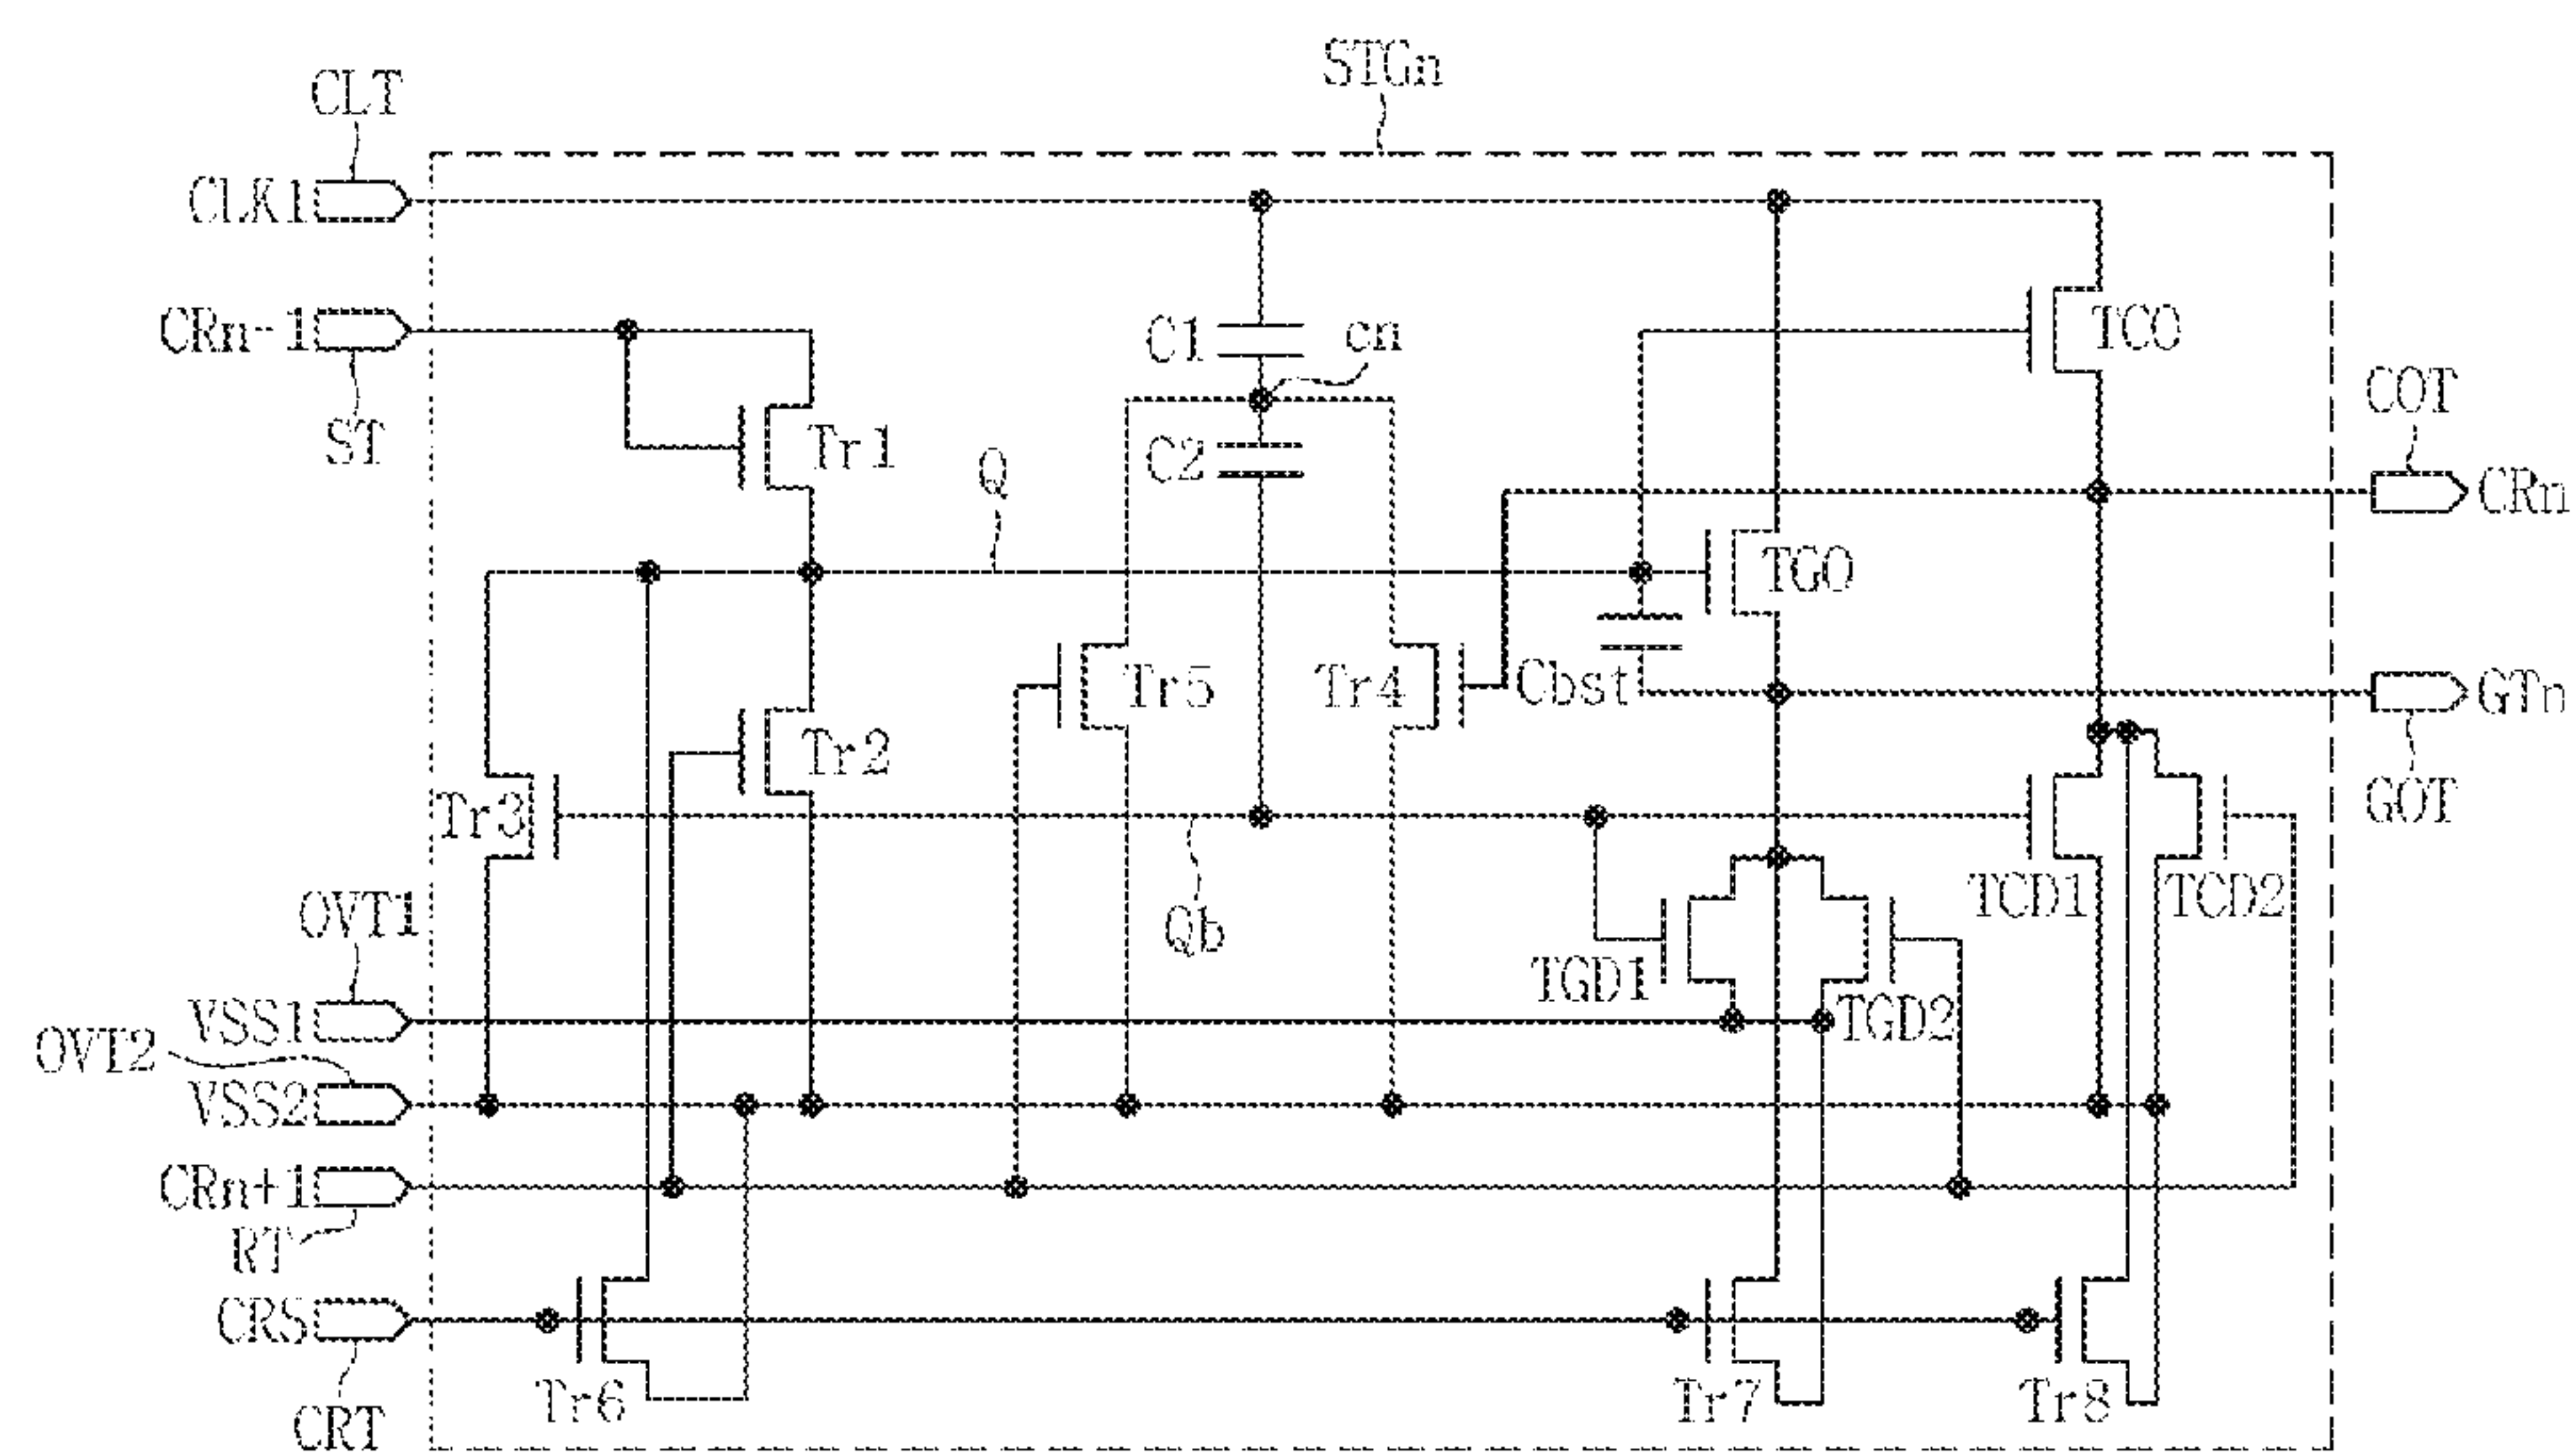 STGn
CLT
CLK1
CRn-1
ST
C1
cn
TCO
COT
Tr1
Q
C2
CRn
TGO
Tr5
Tr4
Cbst
GTn
Tr2
Tr3
GOT
OVT1
Qb
TCD1
TCD2
TGD1
VSS1
TGD2
OVT2
VSS2
CRn+1
RT
CRS
Tr6
Tr7
Tr8
CRT